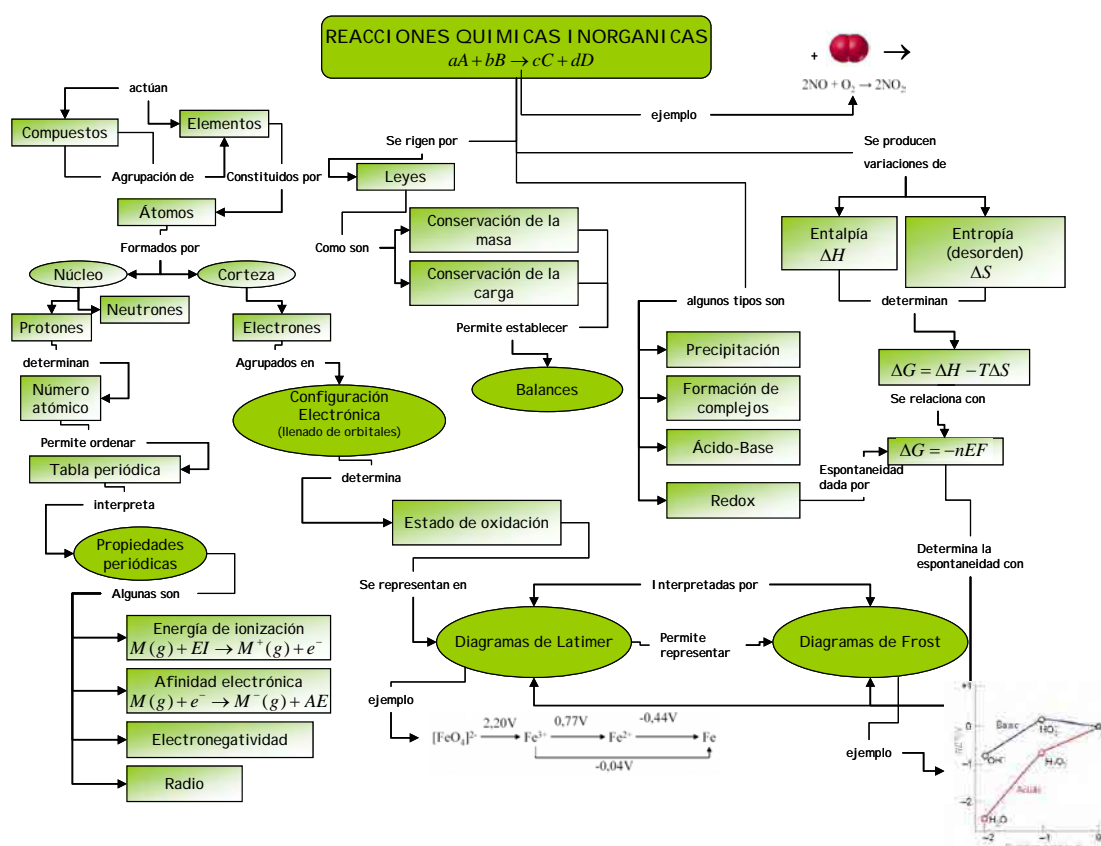 REACCIONES QUIMICAS INORGANICAS
aA + bB → cC + dD
+ →
2NO + O₂ → 2NO₂
ejemplo
actúan
Compuestos
Elementos
Agrupación de
Constituidos por
Átomos
Formados por
Núcleo
Corteza
Neutrones
Protones
Electrones
determinan
Agrupados en
Número
atómico
Configuración
Electrónica
(llenado de orbitales)
Permite ordenar
Tabla periódica
determina
interpreta
Estado de oxidación
Propiedades
periódicas
Algunas son
Energía de ionización
M(g) + EI → M⁺(g) + e⁻
Afinidad electrónica
M(g) + e⁻ → M⁻(g) + AE
Electronegatividad
Radio
Se rigen por
Leyes
Como son
Conservación de la
masa
Conservación de la
carga
Permite establecer
Balances
algunos tipos son
Precipitación
Formación de
complejos
Ácido-Base
Redox
Se producen
variaciones de
Entalpía
ΔH
Entropía
(desorden)
ΔS
determinan
ΔG = ΔH − TΔS
Se relaciona con
ΔG = −nEF
Espontaneidad
dada por
Determina la
espontaneidad con
Se representan en
Interpretadas por
Diagramas de Latimer
Permite
representar
Diagramas de Frost
ejemplo
2,20V 0,77V -0,44V
[FeO₄]²⁻ Fe³⁺ Fe²⁺ Fe
-0,04V
ejemplo
+1
0
−1
−2
Basic
HO₂⁻
OH⁻
H₂O₂
Acidic
H₂O
−2 −1 0